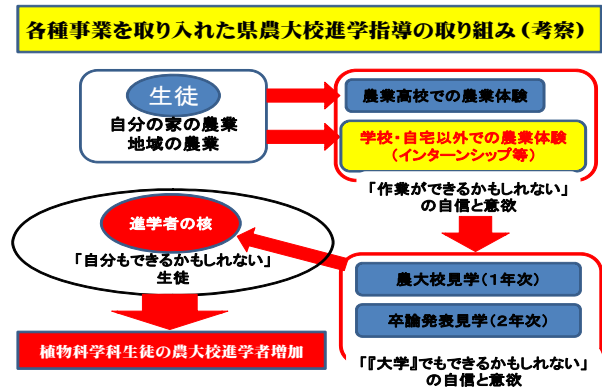 各種事業を取り入れた県農大校進学指導の取り組み(考察)
生徒
自分の家の農業
地域の農業
農業高校での農業体験
学校・自宅以外での農業体験
(インターンシップ等)
「作業ができるかもしれない」
の自信と意欲
農大校見学(1年次)
卒論発表見学(2年次)
「『大学』でもできるかもしれない」
の自信と意欲
進学者の核
「自分もできるかもしれない」
生徒
植物科学科生徒の農大校進学者増加